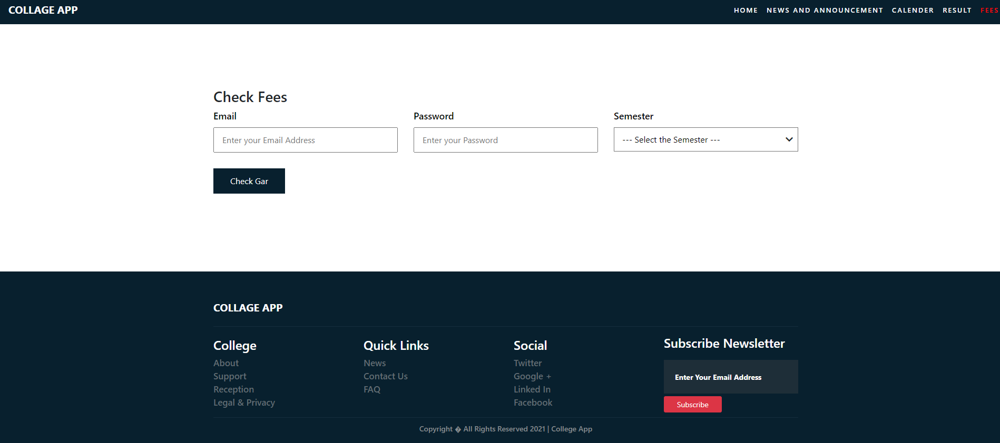 COLLAGE APP
HOME NEWS AND ANNOUNCEMENT CALENDER RESULT FEES
Check Fees
Email Password Semester
Enter your Email Address Enter your Password --- Select the Semester ---
Check Gar
COLLAGE APP
College Quick Links Social Subscribe Newsletter
About News Twitter
Support Contact Us Google + Enter Your Email Address
Reception FAQ Linked In
Legal & Privacy Facebook Subscribe
Copyright � All Rights Reserved 2021 | College App